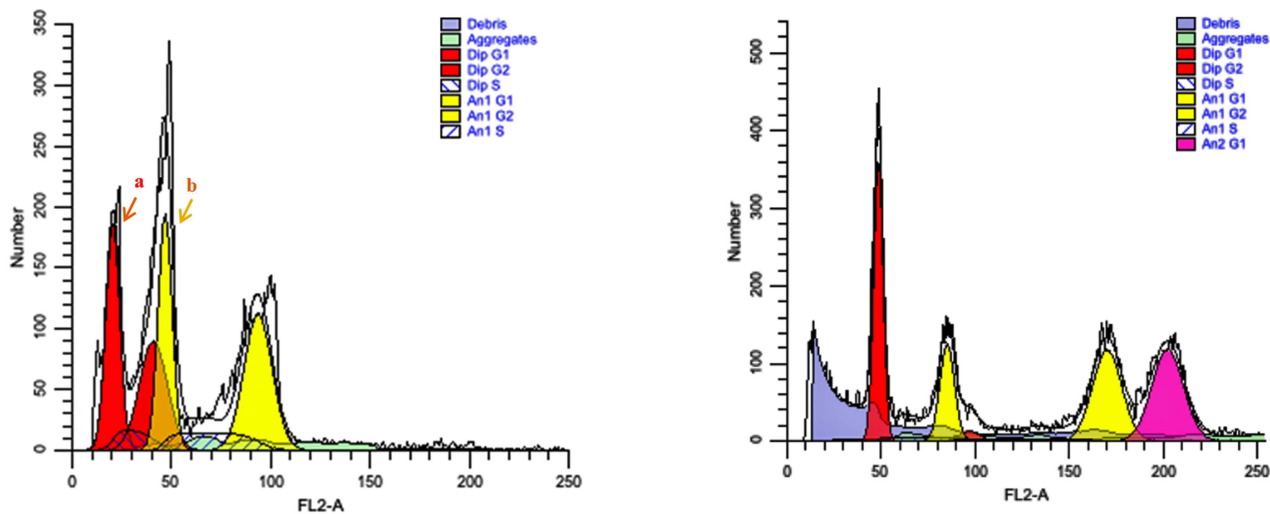 350
300
250
200
150
100
50
0
Number
a
b
Debris
Aggregates
Dip G1
Dip G2
Dip S
An1 G1
An1 G2
An1 S
0 50 100 150 200 250
FL2-A
500
400
300
200
100
0
Number
Debris
Aggregates
Dip G1
Dip G2
Dip S
An1 G1
An1 G2
An1 S
An2 G1
0 50 100 150 200 250
FL2-A